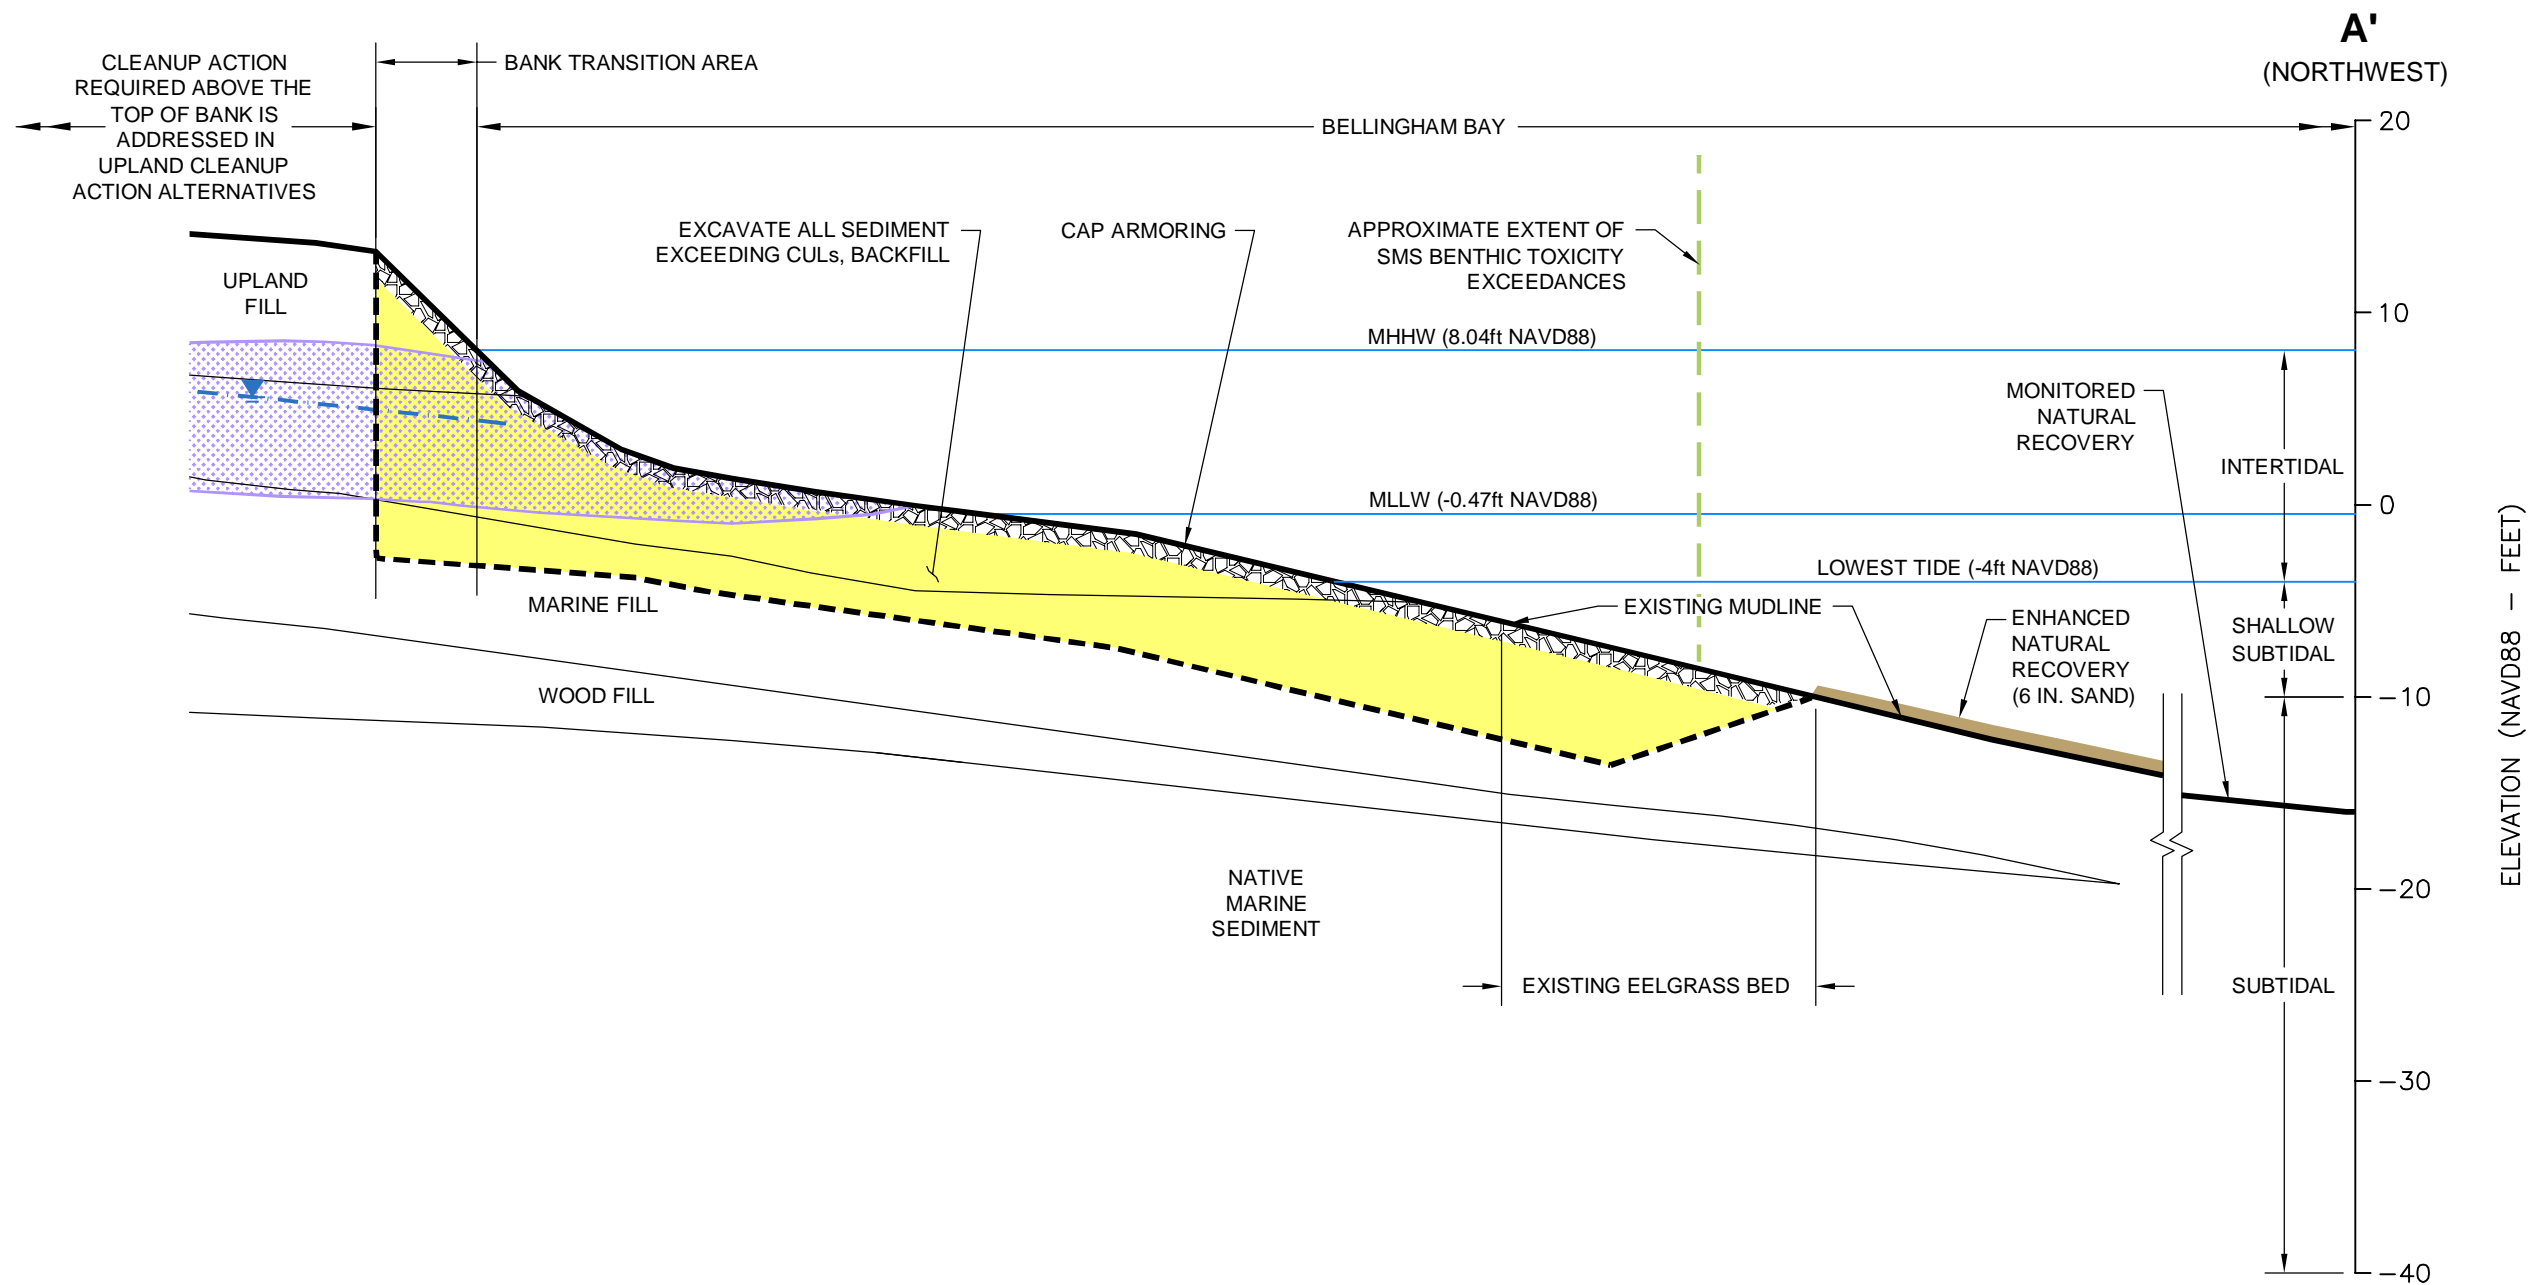 A'
(NORTHWEST)
CLEANUP ACTION
REQUIRED ABOVE THE
TOP OF BANK IS
ADDRESSED IN
UPLAND CLEANUP
ACTION ALTERNATIVES
BANK TRANSITION AREA
BELLINGHAM BAY
20
EXCAVATE ALL SEDIMENT
EXCEEDING CULs, BACKFILL
CAP ARMORING
APPROXIMATE EXTENT OF
SMS BENTHIC TOXICITY
EXCEEDANCES
UPLAND
FILL
10
MHHW (8.04ft NAVD88)
MONITORED
NATURAL
RECOVERY
INTERTIDAL
MLLW (-0.47ft NAVD88)
0
LOWEST TIDE (-4ft NAVD88)
MARINE FILL
EXISTING MUDLINE
ENHANCED
NATURAL
RECOVERY
(6 IN. SAND)
SHALLOW
SUBTIDAL
WOOD FILL
−10
ELEVATION (NAVD88 − FEET)
NATIVE
MARINE
SEDIMENT
−20
EXISTING EELGRASS BED
SUBTIDAL
−30
−40